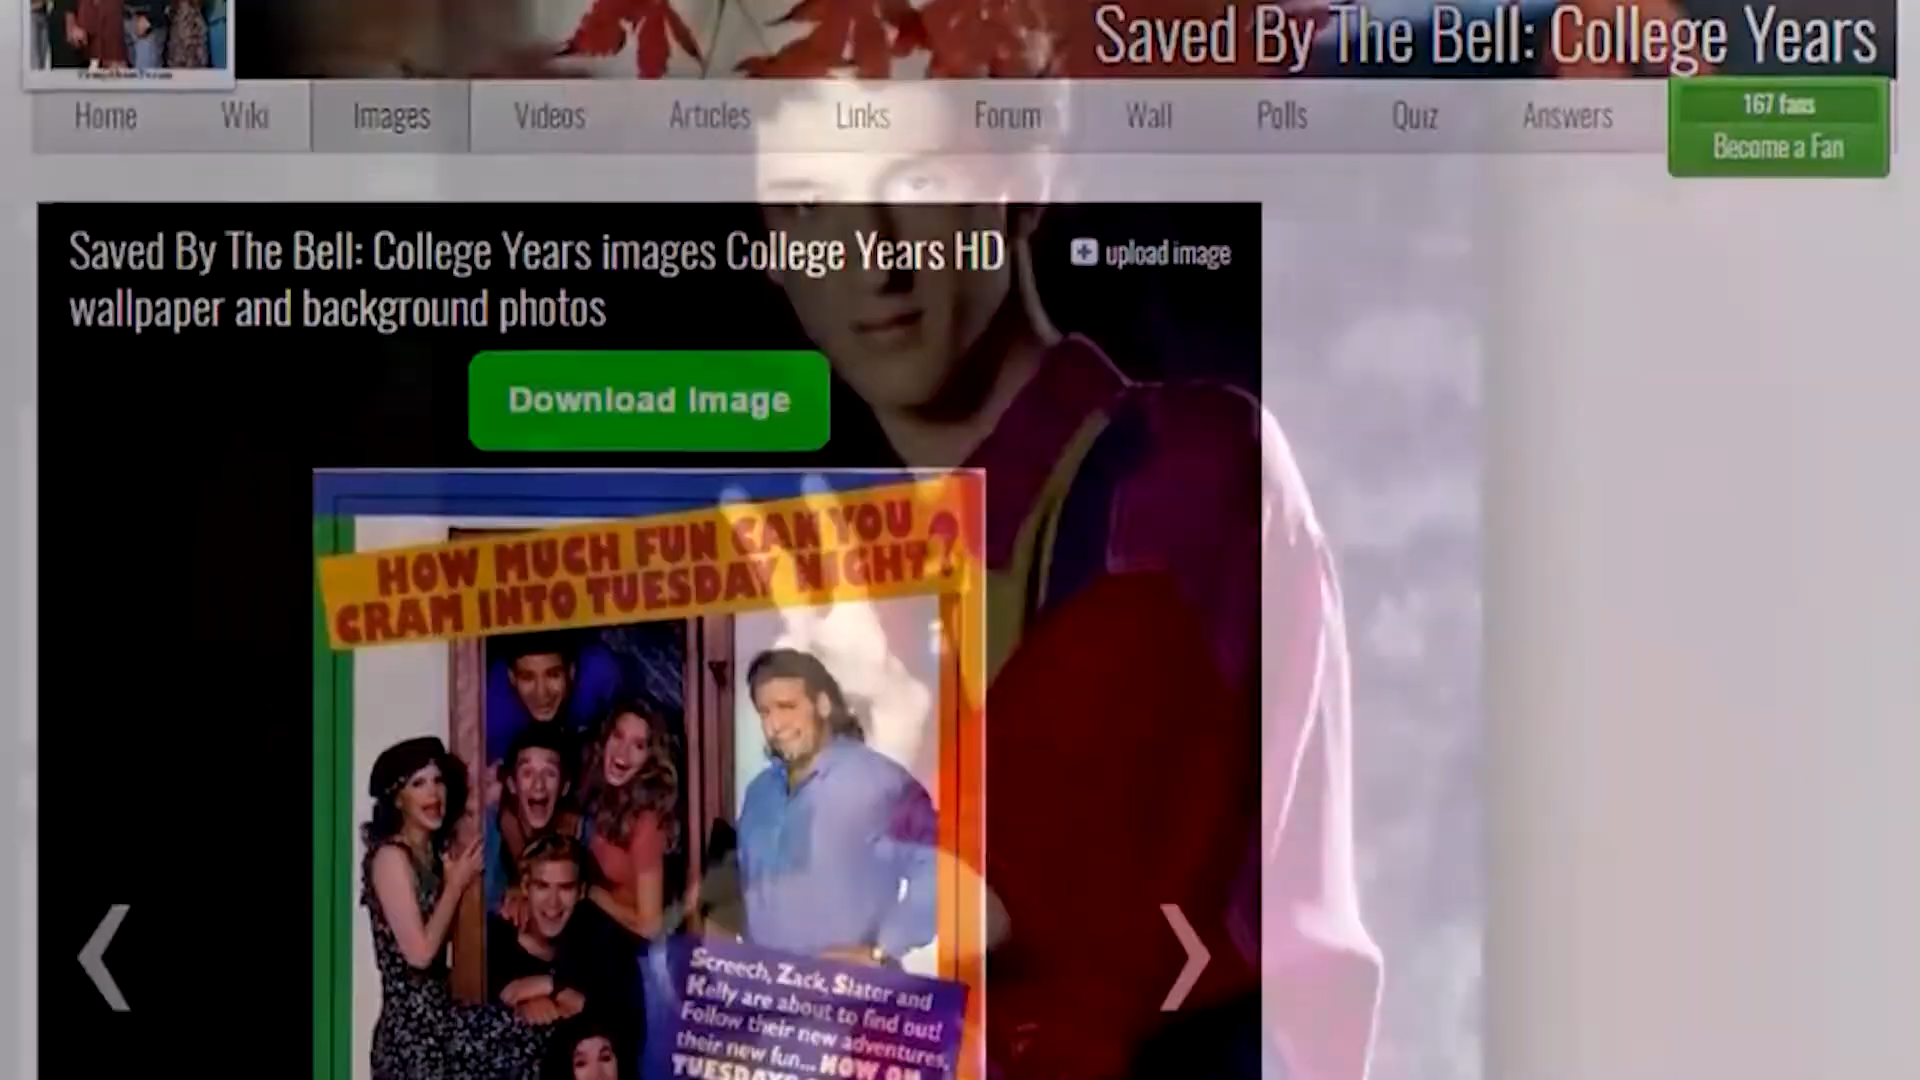 Saved By The Bell: College Years
Home Wiki Images Videos Articles Links Forum Wall Polls Quiz Answers
167 fans
Become a Fan
Saved By The Bell: College Years images College Years HD
wallpaper and background photos
upload image
Download Image
HOW MUCH FUN CAN YOU
CRAM INTO TUESDAY NIGHT?
Screech, Zack, Slater and
Kelly are about to find out!
Follow their new adventures,
their new fun... NOW ON